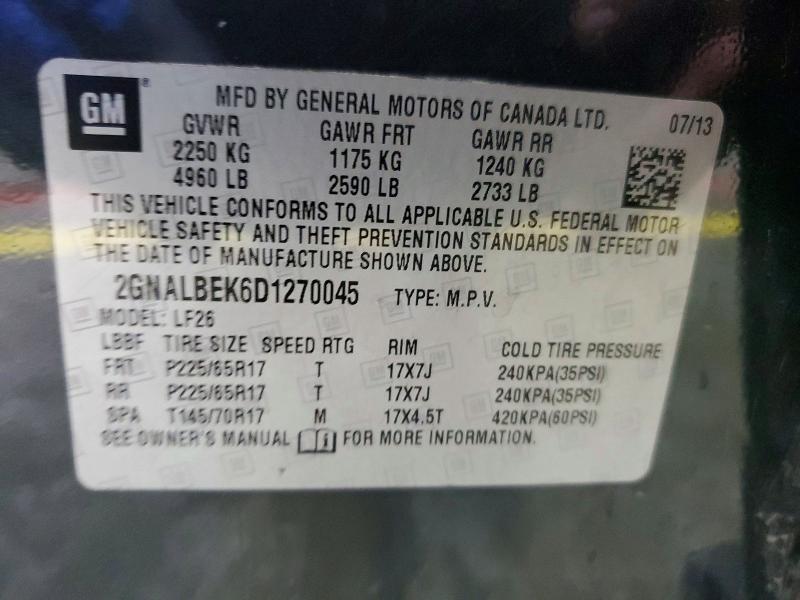 GM ® MFD BY GENERAL MOTORS OF CANADA LTD. 07/13
GVWR GAWR FRT GAWR RR
2250 KG 1175 KG 1240 KG
4960 LB 2590 LB 2733 LB
THIS VEHICLE CONFORMS TO ALL APPLICABLE U.S. FEDERAL MOTOR
VEHICLE SAFETY AND THEFT PREVENTION STANDARDS IN EFFECT ON
THE DATE OF MANUFACTURE SHOWN ABOVE.
2GNALBEK6D1270045 TYPE: M.P.V.
MODEL: LF26
LBBF TIRE SIZE SPEED RTG RIM COLD TIRE PRESSURE
FRT P225/65R17 T 17X7J 240KPA(35PSI)
RR P225/65R17 T 17X7J 240KPA(35PSI)
SPA T145/70R17 M 17X4.5T 420KPA(60PSI)
SEE OWNER'S MANUAL i FOR MORE INFORMATION.